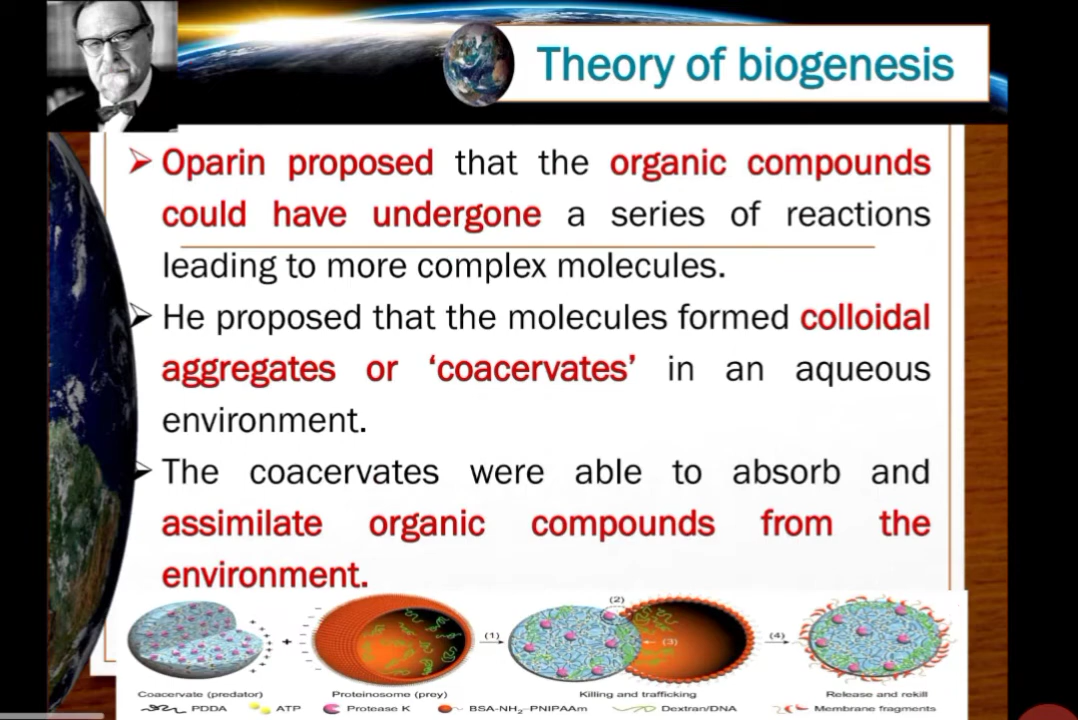 Theory of biogenesis
Oparin proposed that the organic compounds
could have undergone a series of reactions
leading to more complex molecules.
He proposed that the molecules formed colloidal
aggregates or ‘coacervates’ in an aqueous
environment.
The coacervates were able to absorb and
assimilate organic compounds from the
environment.
(2)
(1) (3) (4)
Coacervate (predator) Proteinosome (prey) Killing and trafficking Release and rekill
PDDA ATP Protease K BSA-NH2-PNIPAAm Dextran/DNA Membrane fragments